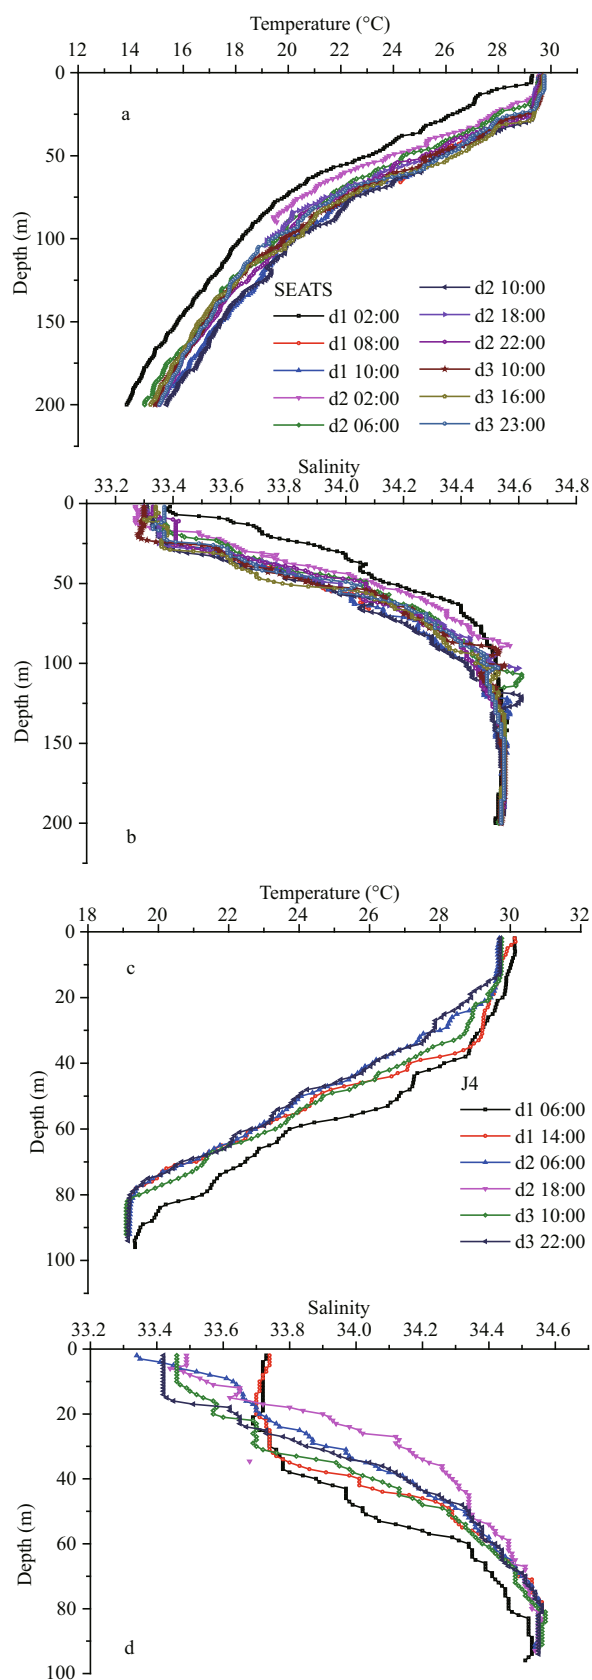 Temperature (°C)
12 14 16 18 20 22 24 26 28 30
0
50
100
150
200
Depth (m)
a
SEATS
d1 02:00
d1 08:00
d1 10:00
d2 02:00
d2 06:00
d2 10:00
d2 18:00
d2 22:00
d3 10:00
d3 16:00
d3 23:00
Salinity
33.2 33.4 33.6 33.8 34.0 34.2 34.4 34.6 34.8
0
50
100
150
200
Depth (m)
b
Temperature (°C)
18 20 22 24 26 28 30 32
0
20
40
60
80
100
Depth (m)
c
J4
d1 06:00
d1 14:00
d2 06:00
d2 18:00
d3 10:00
d3 22:00
Salinity
33.2 33.4 33.6 33.8 34.0 34.2 34.4 34.6
0
20
40
60
80
100
Depth (m)
d